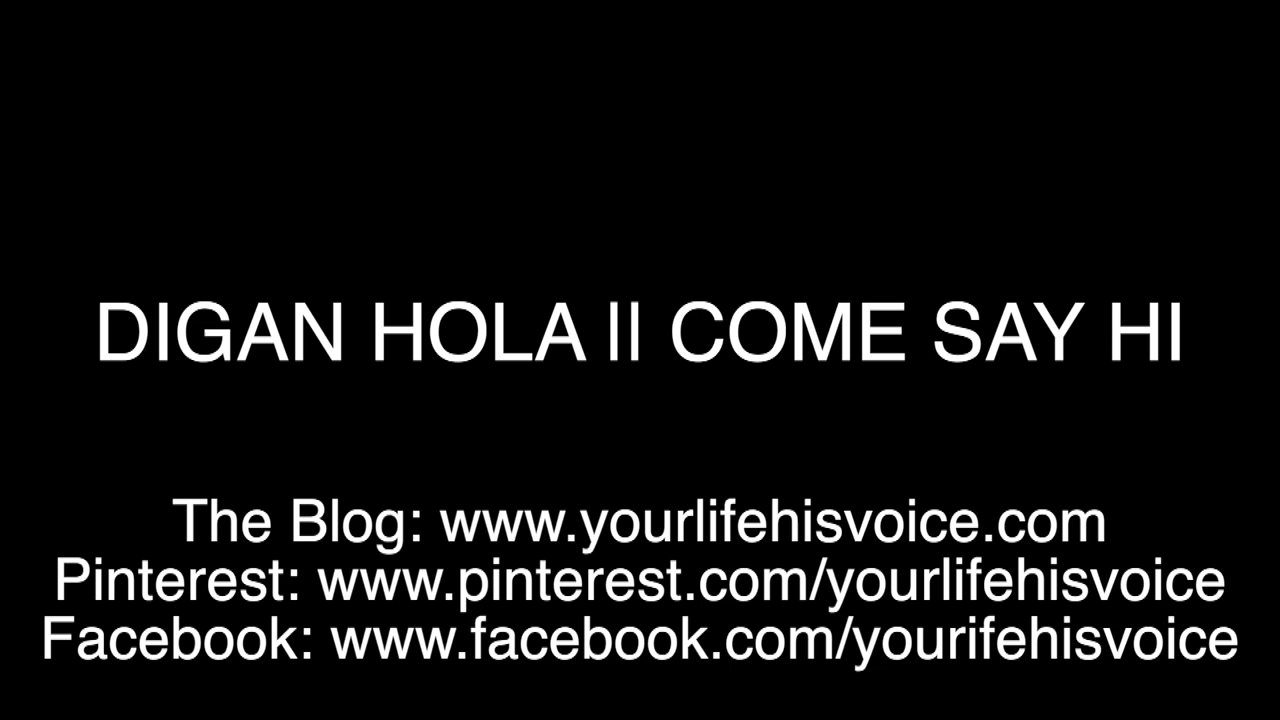 DIGAN HOLA ll COME SAY HI
The Blog: www.yourlifehisvoice.com
Pinterest: www.pinterest.com/yourlifehisvoice
Facebook: www.facebook.com/yourifehisvoice